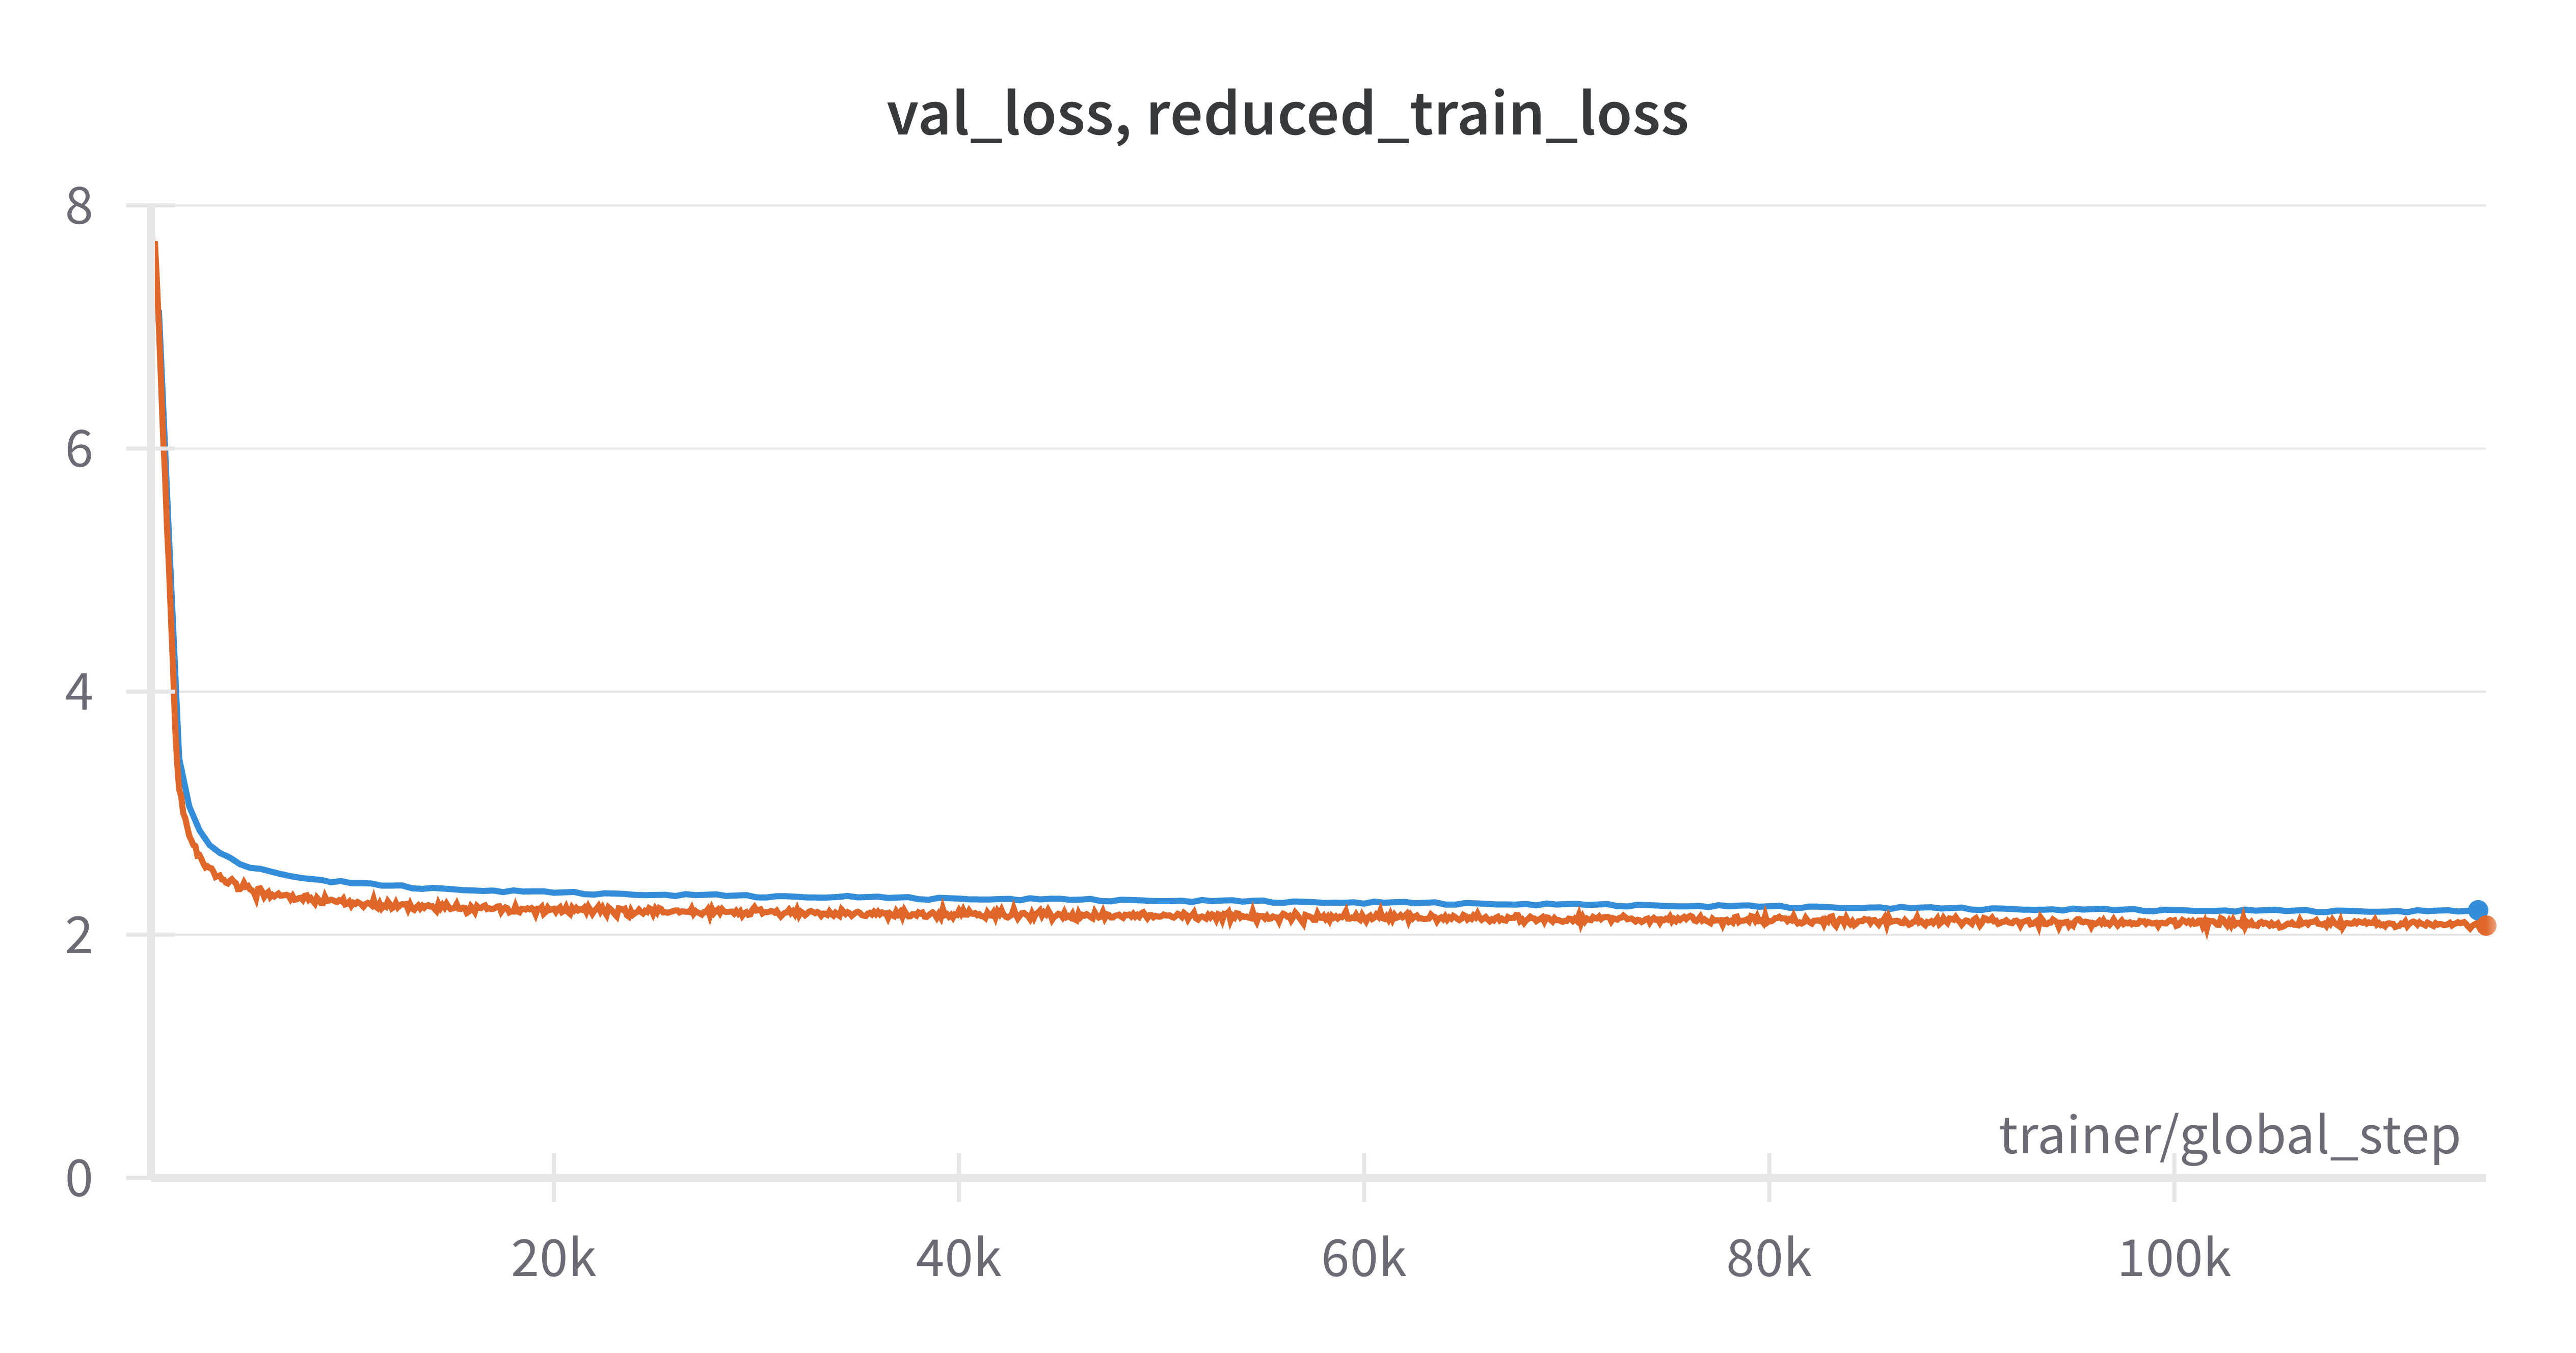 val_loss, reduced_train_loss
8
6
4
2
0
trainer/global_step
20k
40k
60k
80k
100k